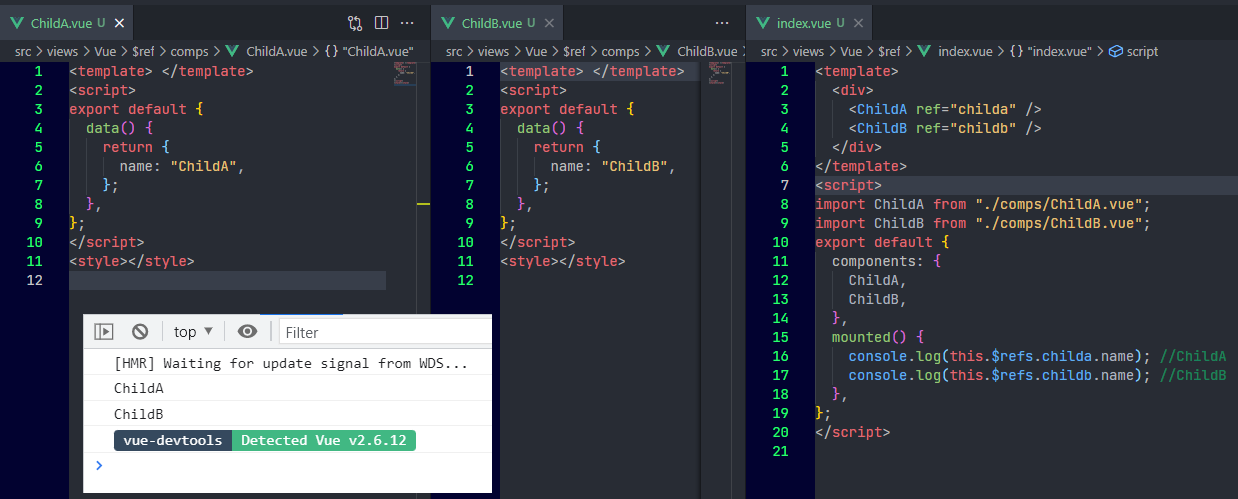 ChildA.vue U
src > views > Vue > $ref > comps > ChildA.vue > {} "ChildA.vue"
1 <template> </template>
2 <script>
3 export default {
4 data() {
5 return {
6 name: "ChildA",
7 };
8 },
9 };
10 </script>
11 <style></style>
12
ChildB.vue U
src > views > Vue > $ref > comps > ChildB.vue
1 <template> </template>
2 <script>
3 export default {
4 data() {
5 return {
6 name: "ChildB",
7 };
8 },
9 };
10 </script>
11 <style></style>
12
index.vue U
src > views > Vue > $ref > index.vue > {} "index.vue" > script
1 <template>
2 <div>
3 <ChildA ref="childa" />
4 <ChildB ref="childb" />
5 </div>
6 </template>
7 <script>
8 import ChildA from "./comps/ChildA.vue";
9 import ChildB from "./comps/ChildB.vue";
10 export default {
11 components: {
12 ChildA,
13 ChildB,
14 },
15 mounted() {
16 console.log(this.$refs.childa.name); //ChildA
17 console.log(this.$refs.childb.name); //ChildB
18 },
19 };
20 </script>
21
top Filter
[HMR] Waiting for update signal from WDS...
ChildA
ChildB
vue-devtools Detected Vue v2.6.12
>